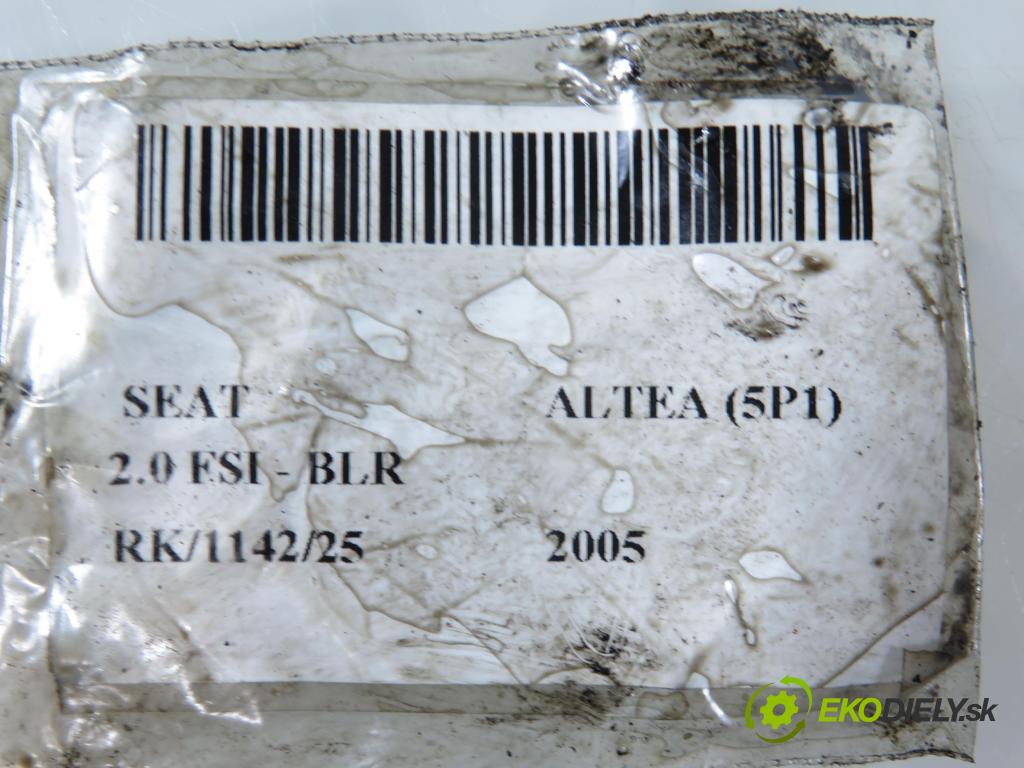 SEAT ALTEA (5P1)
2.0 FSI - BLR
RK/1142/25 2005
EKODIELY.sk